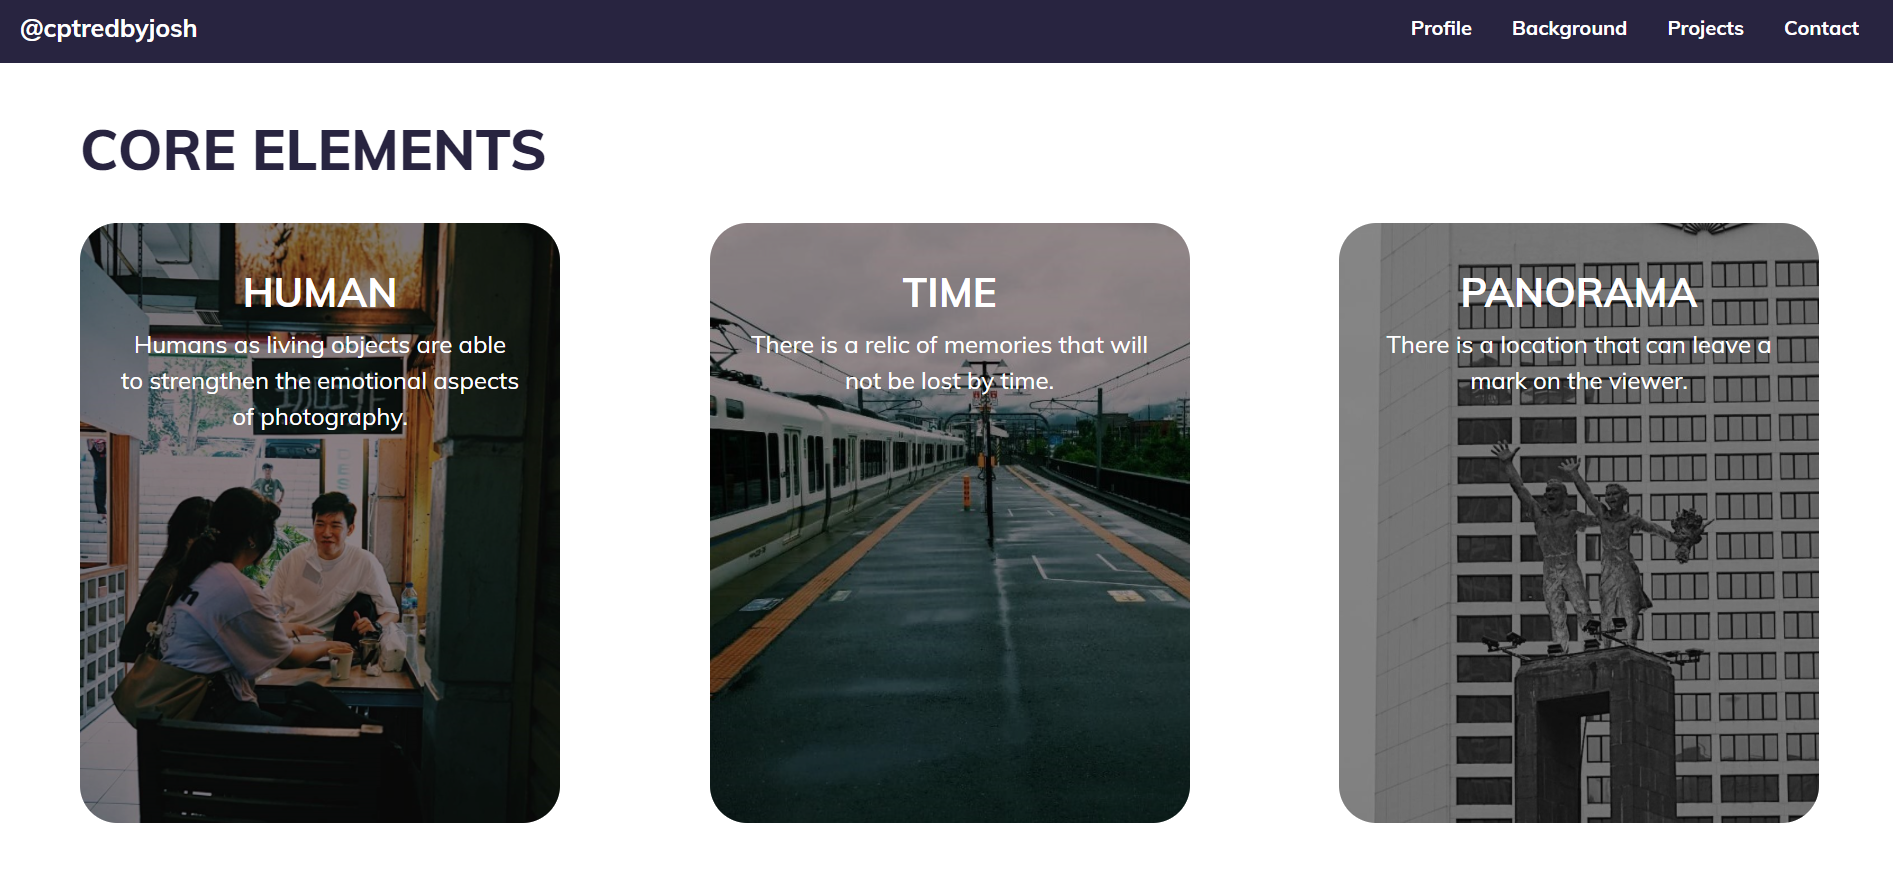 @cptredbyjosh
Profile
Background
Projects
Contact
CORE ELEMENTS
HUMAN
Humans as living objects are able
to strengthen the emotional aspects
of photography.
TIME
There is a relic of memories that will
not be lost by time.
PANORAMA
There is a location that can leave a
mark on the viewer.